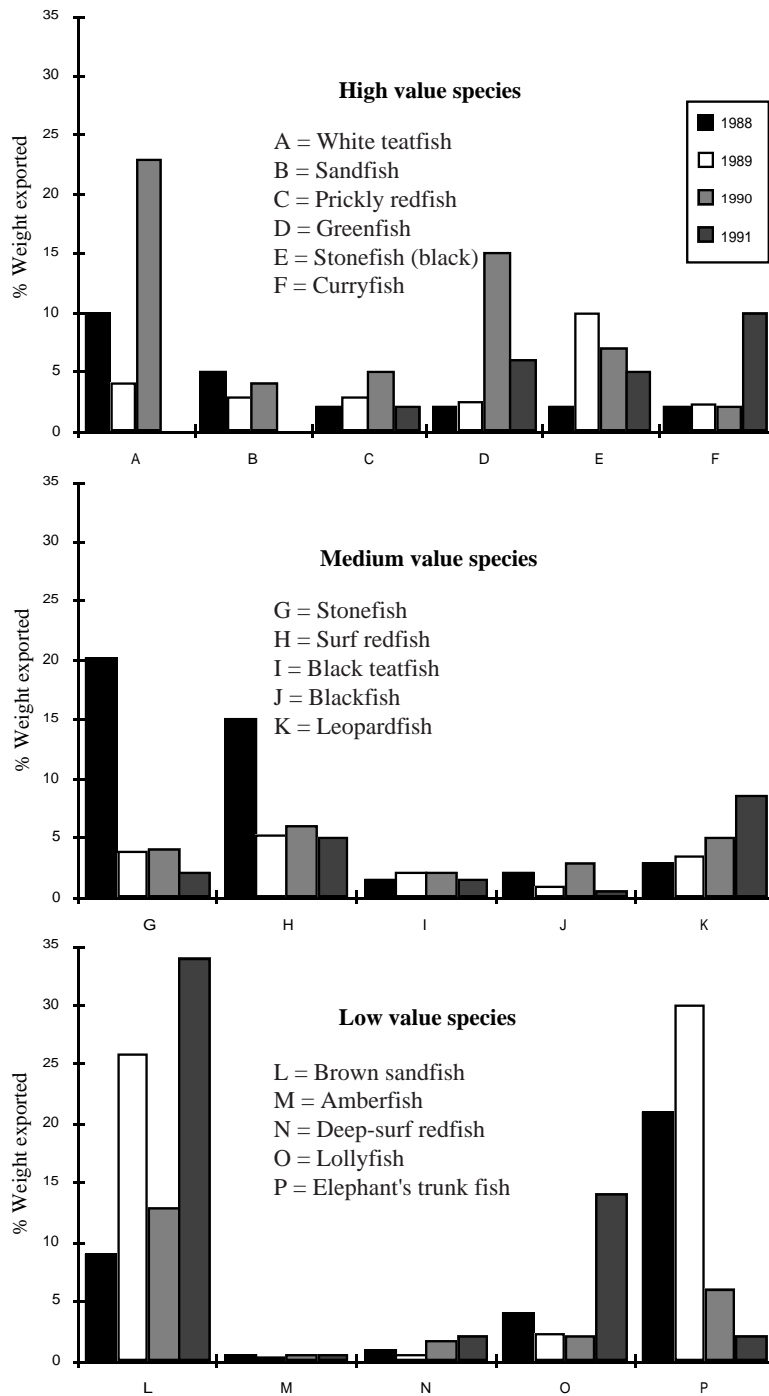 35
30
25
20
15
10
5
0
% Weight exported
High value species
A = White teatfish
B = Sandfish
C = Prickly redfish
D = Greenfish
E = Stonefish (black)
F = Curryfish
1988
1989
1990
1991
A B C D E F
35
30
25
20
15
10
5
0
% Weight exported
Medium value species
G = Stonefish
H = Surf redfish
I = Black teatfish
J = Blackfish
K = Leopardfish
G H I J K
35
30
25
20
15
10
5
0
% Weight exported
Low value species
L = Brown sandfish
M = Amberfish
N = Deep-surf redfish
O = Lollyfish
P = Elephant's trunk fish
L M N O P